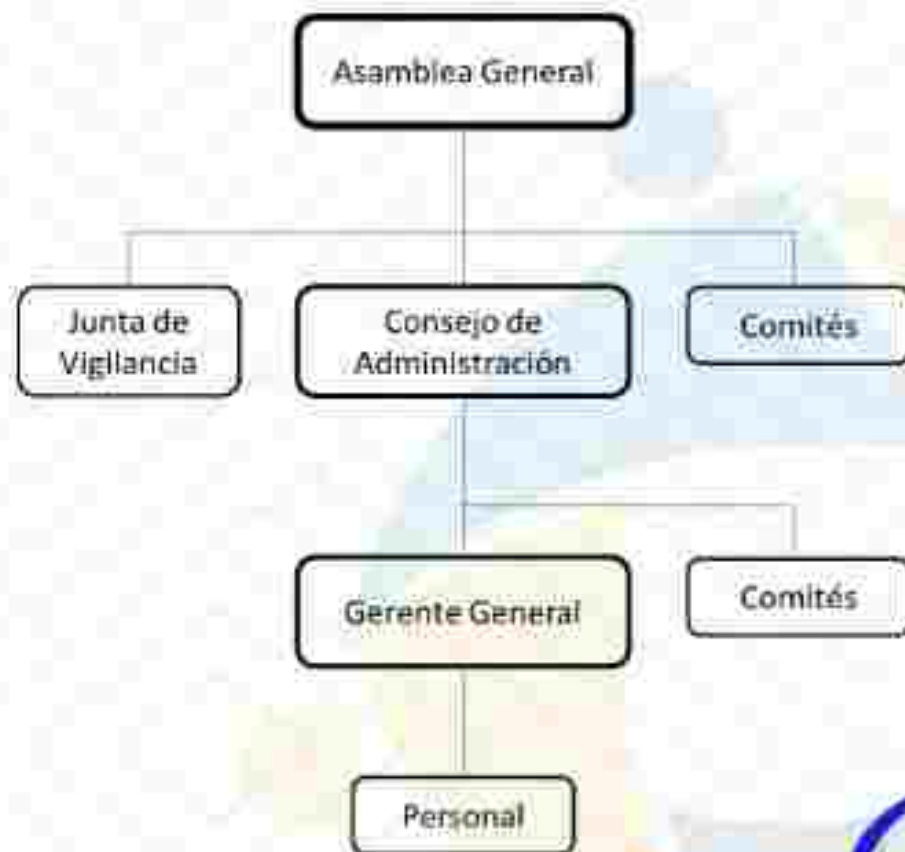 Asamblea General
Junta de
Vigilancia
Consejo de
Administración
Comités
Gerente General
Comités
Personal